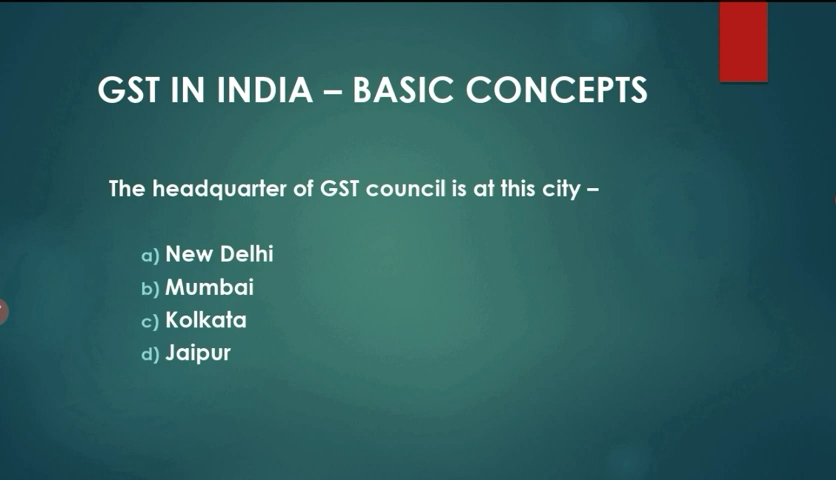 GST IN INDIA – BASIC CONCEPTS
The headquarter of GST council is at this city –
a) New Delhi
b) Mumbai
c) Kolkata
d) Jaipur